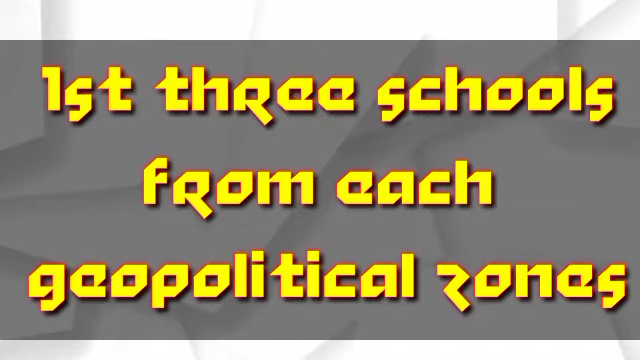 1st three schools
from each
geopolitical zones